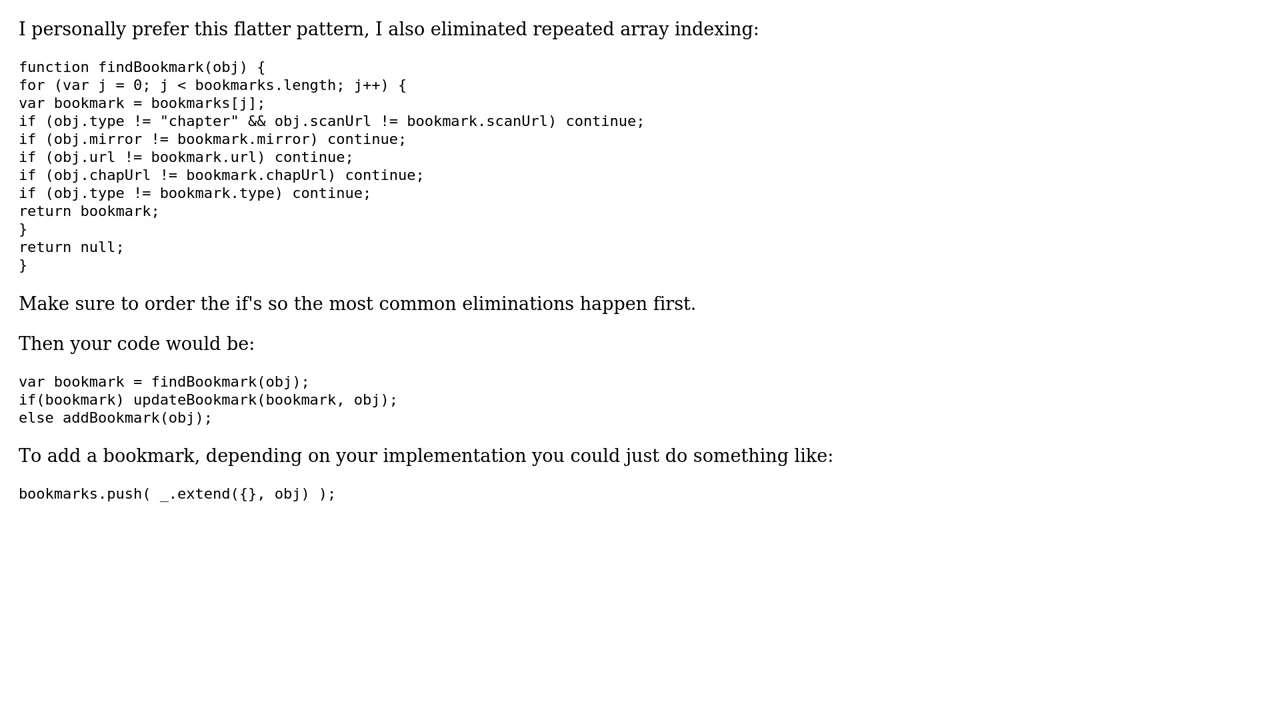 I personally prefer this flatter pattern, I also eliminated repeated array indexing:
function findBookmark(obj) {
for (var j = 0; j < bookmarks.length; j++) {
var bookmark = bookmarks[j];
if (obj.type != "chapter" && obj.scanUrl != bookmark.scanUrl) continue;
if (obj.mirror != bookmark.mirror) continue;
if (obj.url != bookmark.url) continue;
if (obj.chapUrl != bookmark.chapUrl) continue;
if (obj.type != bookmark.type) continue;
return bookmark;
}
return null;
}
Make sure to order the if's so the most common eliminations happen first.
Then your code would be:
var bookmark = findBookmark(obj);
if(bookmark) updateBookmark(bookmark, obj);
else addBookmark(obj);
To add a bookmark, depending on your implementation you could just do something like:
bookmarks.push( _.extend({}, obj) );